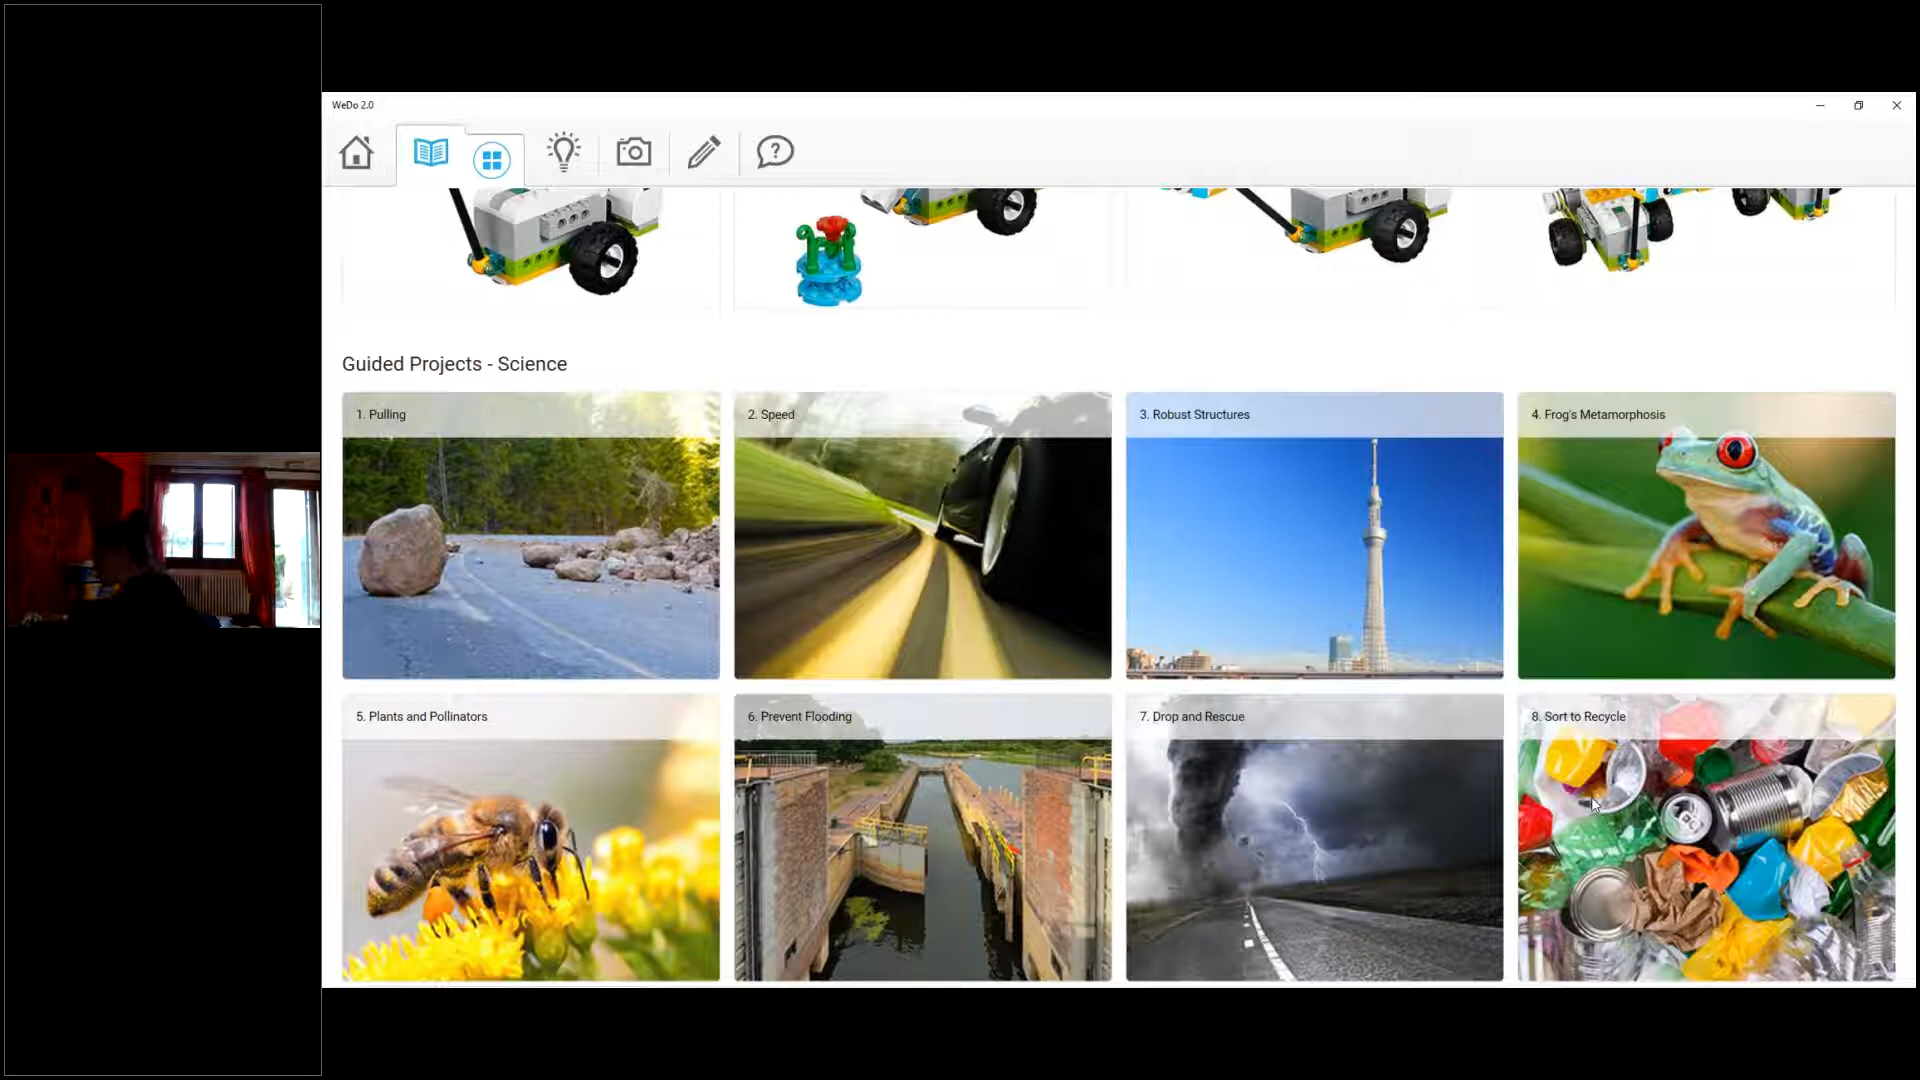 WeDo 2.0
Guided Projects - Science
1. Pulling
2. Speed
3. Robust Structures
4. Frog's Metamorphosis
5. Plants and Pollinators
6. Prevent Flooding
7. Drop and Rescue
8. Sort to Recycle